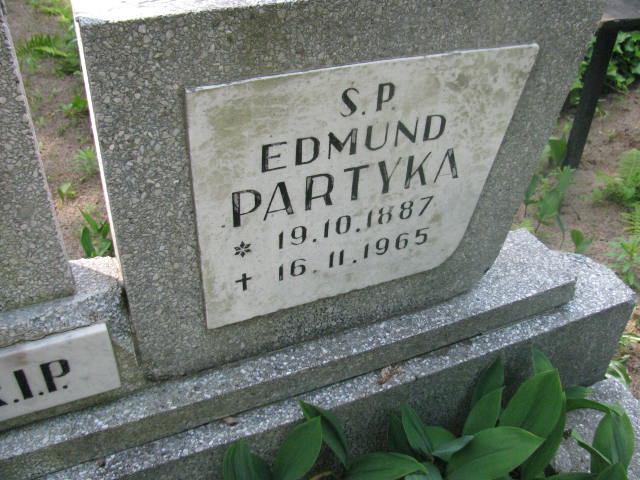 S.P.
EDMUND
PARTYKA
* 19.10.1887
+ 16.11.1965
R.I.P.